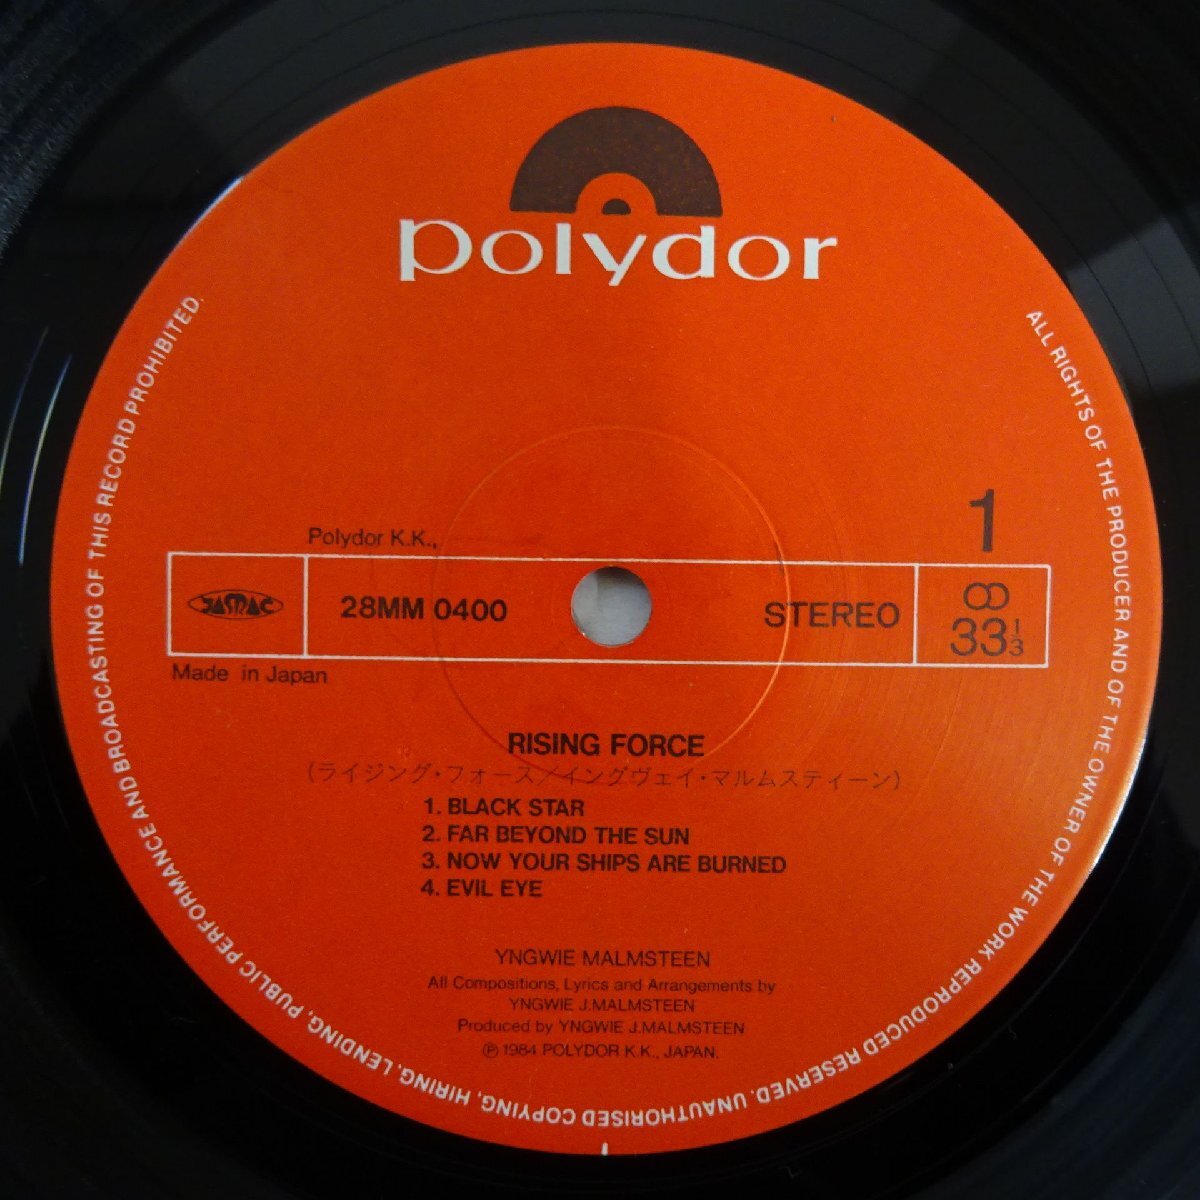 polydor
1
Polydor K.K.,
JASRAC
28MM 0400
STEREO
33 1/3
Made in Japan
RISING FORCE
(ライジング・フォース/イングヴェイ・マルムスティーン)
1. BLACK STAR
2. FAR BEYOND THE SUN
3. NOW YOUR SHIPS ARE BURNED
4. EVIL EYE
YNGWIE MALMSTEEN
All Compositions, Lyrics and Arrangements by
YNGWIE J.MALMSTEEN
Produced by YNGWIE J.MALMSTEEN
Ⓟ 1984 POLYDOR K.K., JAPAN.
ALL RIGHTS OF THE PRODUCER AND OF THE OWNER OF THE WORK REPRODUCED RESERVED. UNAUTHORISED COPYING, HIRING, LENDING, PUBLIC PERFORMANCE AND BROADCASTING OF THIS RECORD PROHIBITED.